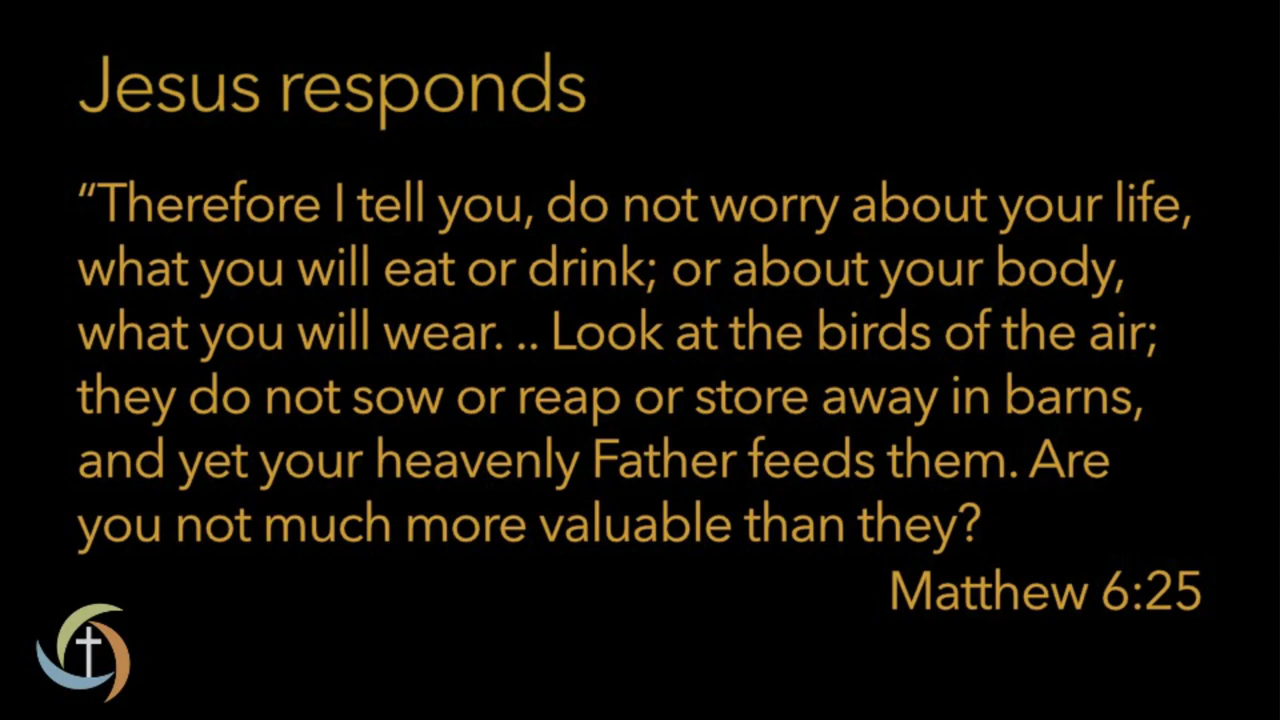 Jesus responds
“Therefore I tell you, do not worry about your life,
what you will eat or drink; or about your body,
what you will wear. .. Look at the birds of the air;
they do not sow or reap or store away in barns,
and yet your heavenly Father feeds them. Are
you not much more valuable than they?
Matthew 6:25